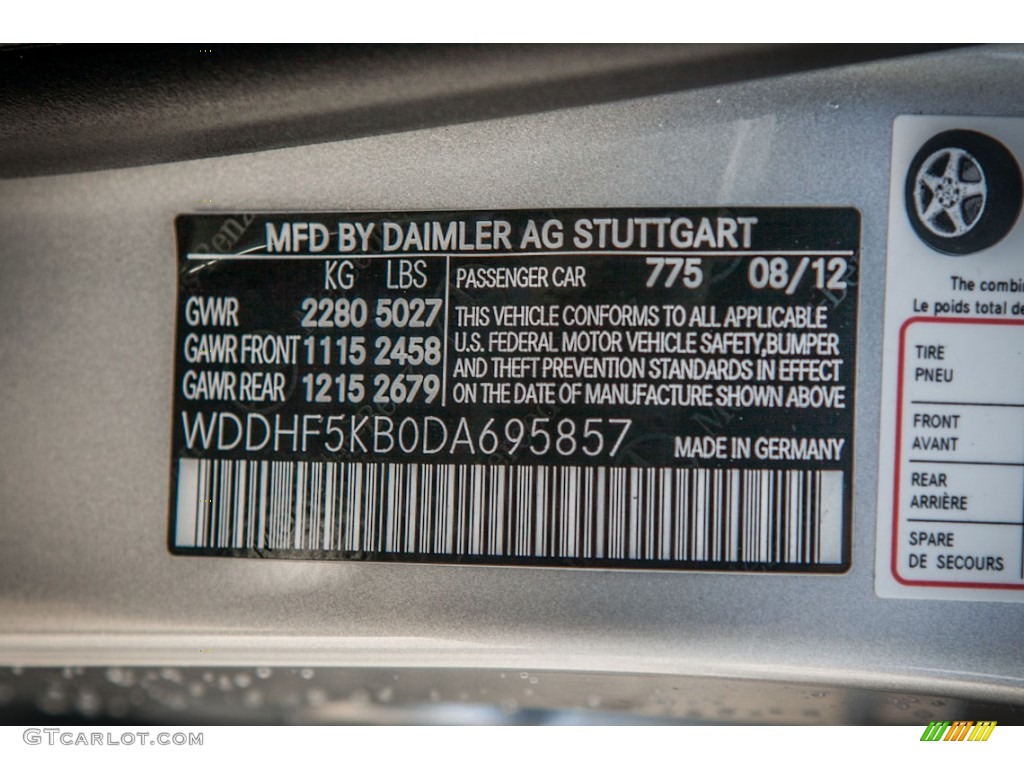 MFD BY DAIMLER AG STUTTGART
KG LBS PASSENGER CAR 775 08/12
GVWR 2280 5027
GAWR FRONT 1115 2458
GAWR REAR 1215 2679
THIS VEHICLE CONFORMS TO ALL APPLICABLE
U.S. FEDERAL MOTOR VEHICLE SAFETY,BUMPER
AND THEFT PREVENTION STANDARDS IN EFFECT
ON THE DATE OF MANUFACTURE SHOWN ABOVE
WDDHF5KB0DA695857 MADE IN GERMANY
The combi
Le poids total de
TIRE
PNEU
FRONT
AVANT
REAR
ARRIÈRE
SPARE
DE SECOURS
GTCARLOT.COM